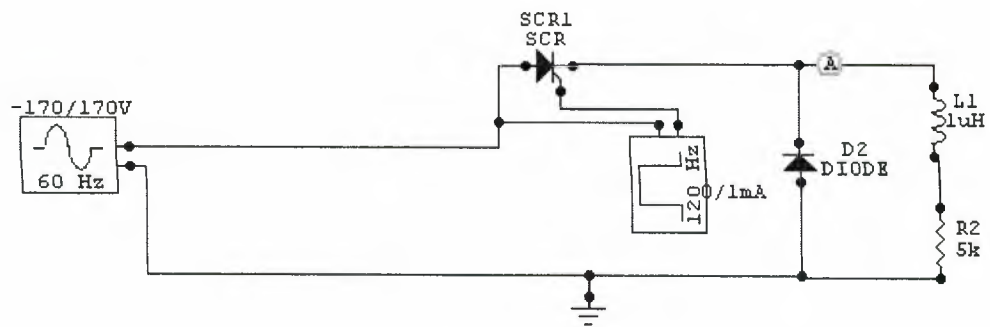 SCR1
SCR
A
-170/170V
60 Hz
L1
1uH
D2
DIODE
120 Hz
0/1mA
R2
5k